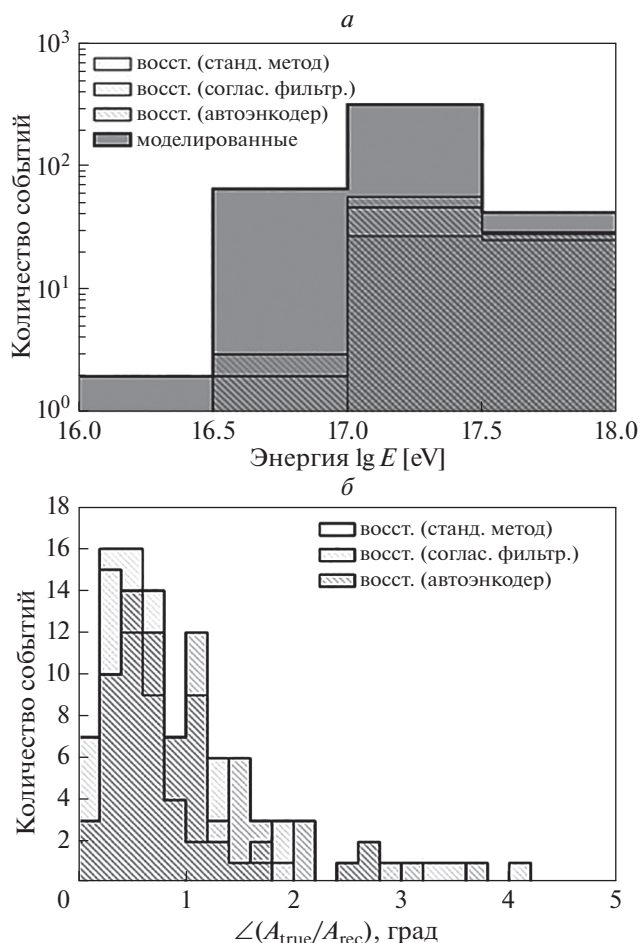 а
10³
восст. (станд. метод)
восст. (соглас. фильтр.)
восст. (автоэнкодер)
моделированные
10²
10¹
10⁰
Количество событий
16.0 16.5 17.0 17.5 18.0
Энергия lg E [eV]
б
18
16
14
12
10
8
6
4
2
восст. (станд. метод)
восст. (соглас. фильтр.)
восст. (автоэнкодер)
Количество событий
0 1 2 3 4 5
∠(A_true/A_rec), град